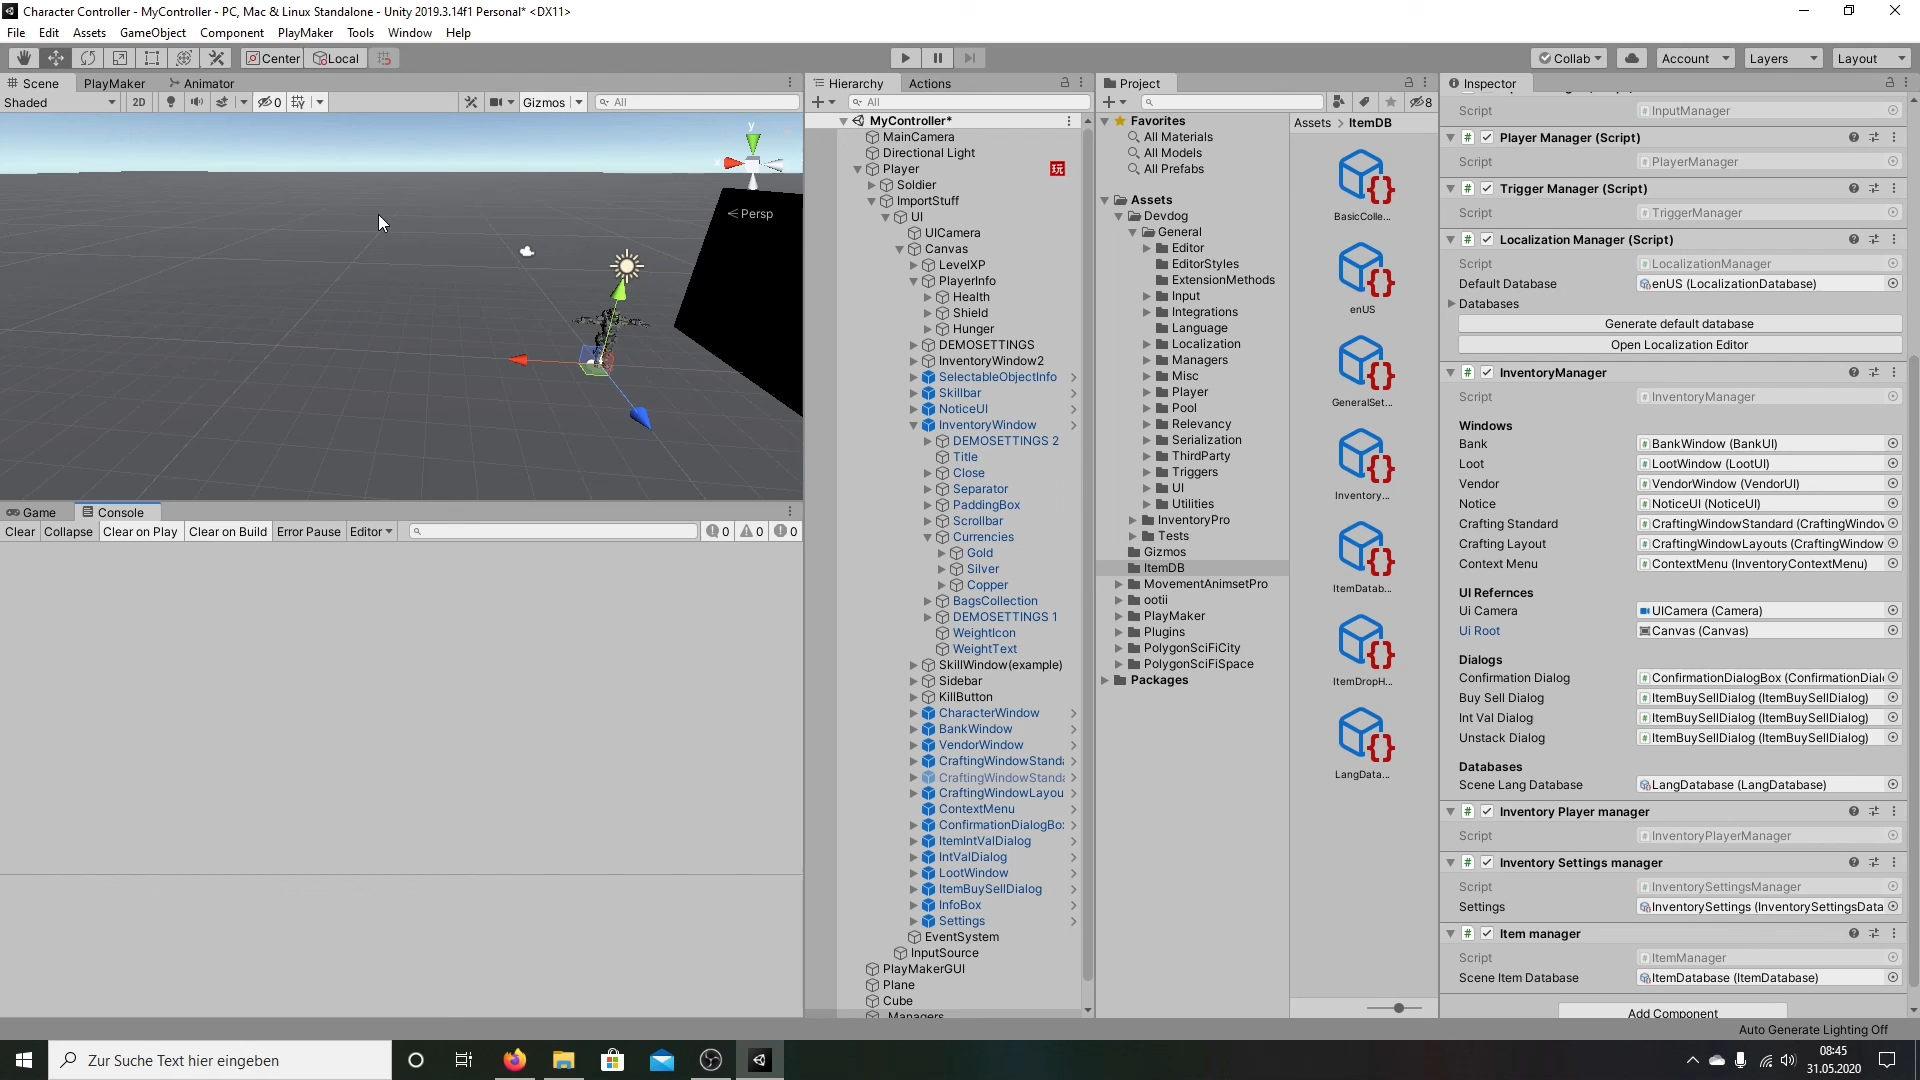 Character Controller - MyController - PC, Mac & Linux Standalone - Unity 2019.3.14f1 Personal* <DX11>
File Edit Assets GameObject Component PlayMaker Tools Window Help
Center Local Collab Account Layers Layout
Scene PlayMaker Animator
Shaded 2D 0 Gizmos All
y
Persp
Game Console
Clear Collapse Clear on Play Clear on Build Error Pause Editor 0 0 0
Hierarchy Actions
All
MyController*
MainCamera
Directional Light
Player 玩
Soldier
ImportStuff
UI
UICamera
Canvas
LevelXP
PlayerInfo
Health
Shield
Hunger
DEMOSETTINGS
InventoryWindow2
SelectableObjectInfo
Skillbar
NoticeUI
InventoryWindow
DEMOSETTINGS 2
Title
Close
Separator
PaddingBox
Scrollbar
Currencies
Gold
Silver
Copper
BagsCollection
DEMOSETTINGS 1
WeightIcon
WeightText
SkillWindow(example)
Sidebar
KillButton
CharacterWindow
BankWindow
VendorWindow
CraftingWindowStanda
CraftingWindowStanda
CraftingWindowLayou
ContextMenu
ConfirmationDialogBo
ItemIntValDialog
IntValDialog
LootWindow
ItemBuySellDialog
InfoBox
Settings
EventSystem
InputSource
PlayMakerGUI
Plane
Cube
_Managers
Project
8
Favorites
All Materials
All Models
All Prefabs
Assets
Devdog
General
Editor
EditorStyles
ExtensionMethods
Input
Integrations
Language
Localization
Managers
Misc
Player
Pool
Relevancy
Serialization
ThirdParty
Triggers
UI
Utilities
InventoryPro
Tests
Gizmos
ItemDB
MovementAnimsetPro
ootii
PlayMaker
Plugins
PolygonSciFiCity
PolygonSciFiSpace
Packages
Assets > ItemDB
BasicColle...
enUS
GeneralSet...
Inventory...
ItemDatab...
ItemDropH...
LangData...
Inspector
Script InputManager
Player Manager (Script)
Script PlayerManager
Trigger Manager (Script)
Script TriggerManager
Localization Manager (Script)
Script LocalizationManager
Default Database enUS (LocalizationDatabase)
Databases
Generate default database
Open Localization Editor
InventoryManager
Script InventoryManager
Windows
Bank BankWindow (BankUI)
Loot LootWindow (LootUI)
Vendor VendorWindow (VendorUI)
Notice NoticeUI (NoticeUI)
Crafting Standard CraftingWindowStandard (CraftingWindow
Crafting Layout CraftingWindowLayouts (CraftingWindow
Context Menu ContextMenu (InventoryContextMenu)
UI Refernces
Ui Camera UICamera (Camera)
Ui Root Canvas (Canvas)
Dialogs
Confirmation Dialog ConfirmationDialogBox (ConfirmationDial
Buy Sell Dialog ItemBuySellDialog (ItemBuySellDialog)
Int Val Dialog ItemBuySellDialog (ItemBuySellDialog)
Unstack Dialog ItemBuySellDialog (ItemBuySellDialog)
Databases
Scene Lang Database LangDatabase (LangDatabase)
Inventory Player manager
Script InventoryPlayerManager
Inventory Settings manager
Script InventorySettingsManager
Settings InventorySettings (InventorySettingsData
Item manager
Script ItemManager
Scene Item Database ItemDatabase (ItemDatabase)
Add Component
Auto Generate Lighting Off
Zur Suche Text hier eingeben
08:45
31.05.2020